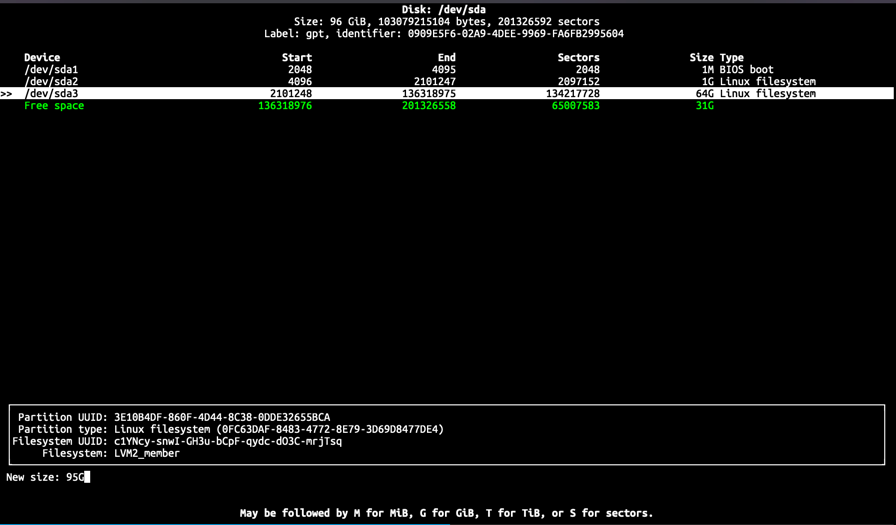 Disk: /dev/sda
Size: 96 GiB, 103079215104 bytes, 201326592 sectors
Label: gpt, identifier: 0909E5F6-02A9-4DEE-9969-FA6FB2995604
Device Start End Sectors Size Type
/dev/sda1 2048 4095 2048 1M BIOS boot
/dev/sda2 4096 2101247 2097152 1G Linux filesystem
>> /dev/sda3 2101248 136318975 134217728 64G Linux filesystem
Free space 136318976 201326558 65007583 31G
Partition UUID: 3E10B4DF-860F-4D44-8C38-0DDE32655BCA
Partition type: Linux filesystem (0FC63DAF-8483-4772-8E79-3D69D8477DE4)
Filesystem UUID: c1YNcy-snwI-GH3u-bCpF-qydc-dO3C-mrjTsq
Filesystem: LVM2_member
New size: 95G
May be followed by M for MiB, G for GiB, T for TiB, or S for sectors.